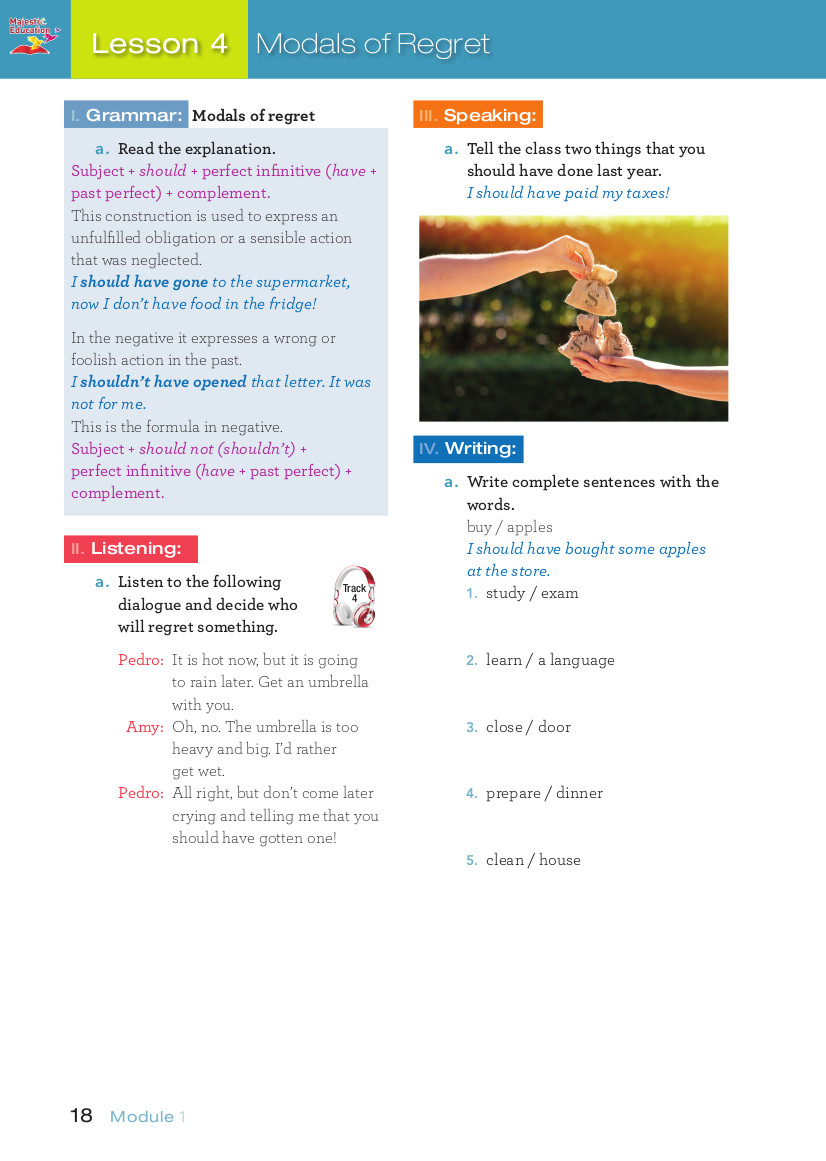 Majestic
Education
Lesson 4
Modals of Regret
I. Grammar: Modals of regret
a. Read the explanation.
Subject + should + perfect infinitive (have +
past perfect) + complement.
This construction is used to express an
unfulfilled obligation or a sensible action
that was neglected.
I should have gone to the supermarket,
now I don't have food in the fridge!
In the negative it expresses a wrong or
foolish action in the past.
I shouldn't have opened that letter. It was
not for me.
This is the formula in negative.
Subject + should not (shouldn't) +
perfect infinitive (have + past perfect) +
complement.
II. Listening:
a. Listen to the following
dialogue and decide who
will regret something.
Track
4
Pedro: It is hot now, but it is going
to rain later. Get an umbrella
with you.
Amy: Oh, no. The umbrella is too
heavy and big. I'd rather
get wet.
Pedro: All right, but don't come later
crying and telling me that you
should have gotten one!
III. Speaking:
a. Tell the class two things that you
should have done last year.
I should have paid my taxes!
$
$
$
IV. Writing:
a. Write complete sentences with the
words.
buy / apples
I should have bought some apples
at the store.
1. study / exam
2. learn / a language
3. close / door
4. prepare / dinner
5. clean / house
18 Module 1